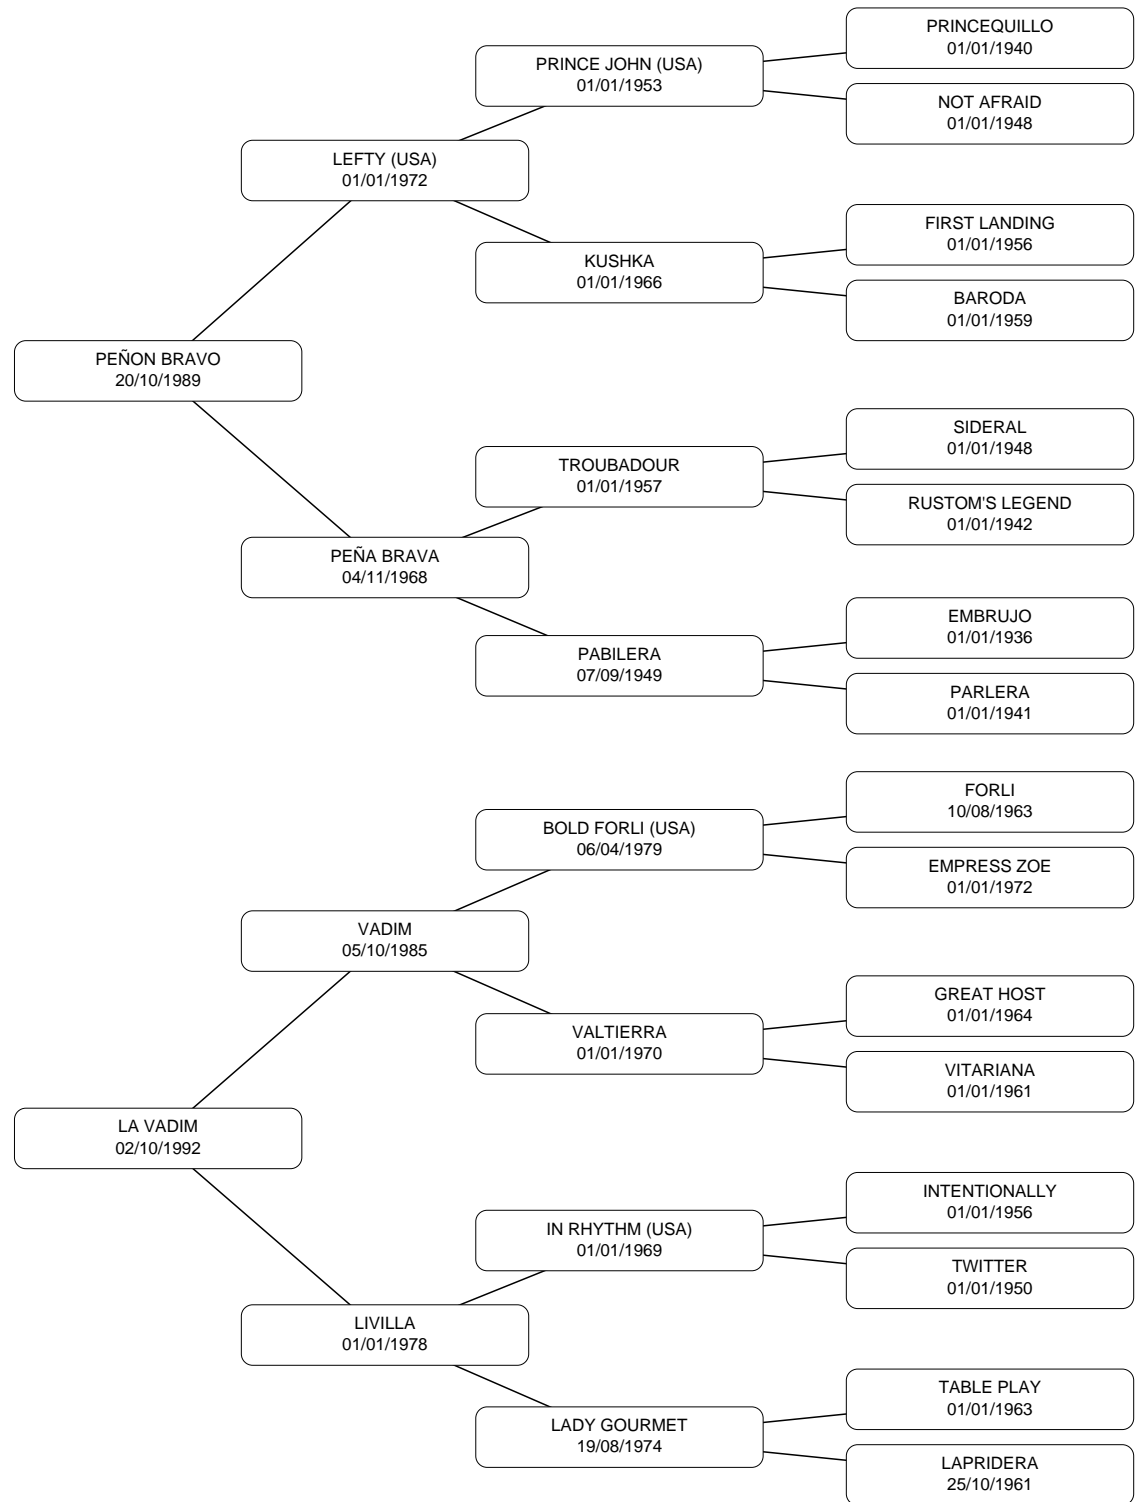 PRINCEQUILLO
01/01/1940
PRINCE JOHN (USA)
01/01/1953
NOT AFRAID
01/01/1948
LEFTY (USA)
01/01/1972
FIRST LANDING
01/01/1956
KUSHKA
01/01/1966
BARODA
01/01/1959
PEÑON BRAVO
20/10/1989
SIDERAL
01/01/1948
TROUBADOUR
01/01/1957
RUSTOM'S LEGEND
01/01/1942
PEÑA BRAVA
04/11/1968
EMBRUJO
01/01/1936
PABILERA
07/09/1949
PARLERA
01/01/1941
FORLI
10/08/1963
BOLD FORLI (USA)
06/04/1979
EMPRESS ZOE
01/01/1972
VADIM
05/10/1985
GREAT HOST
01/01/1964
VALTIERRA
01/01/1970
VITARIANA
01/01/1961
LA VADIM
02/10/1992
INTENTIONALLY
01/01/1956
IN RHYTHM (USA)
01/01/1969
TWITTER
01/01/1950
LIVILLA
01/01/1978
TABLE PLAY
01/01/1963
LADY GOURMET
19/08/1974
LAPRIDERA
25/10/1961